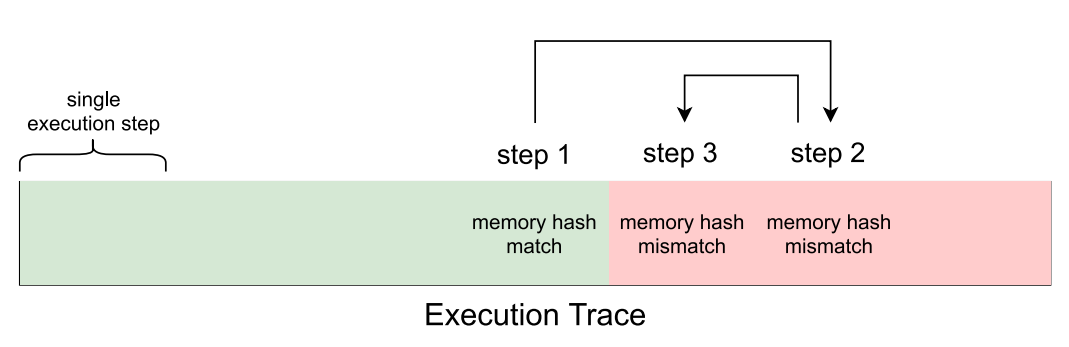 single
execution step
step 1
step 3
step 2
memory hash
match
memory hash
mismatch
memory hash
mismatch
Execution Trace